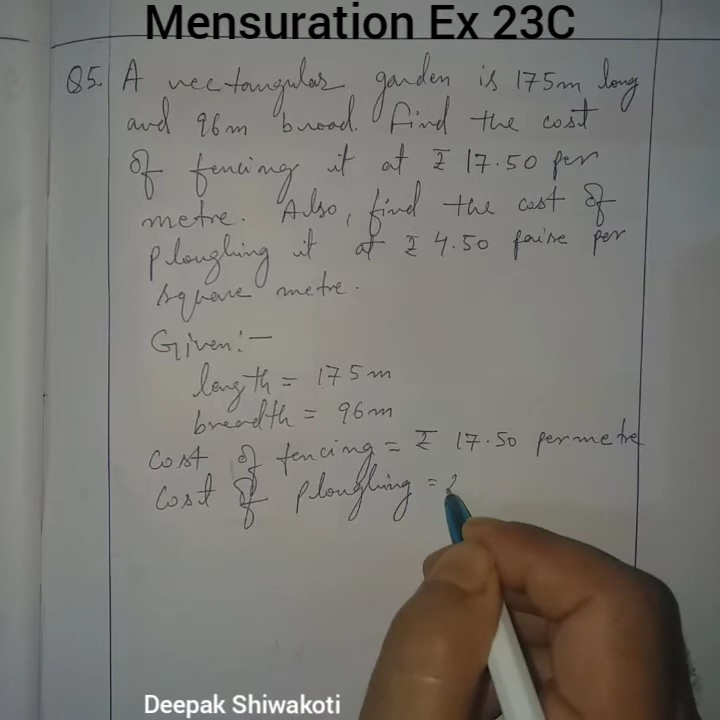 Mensuration Ex 23C
Q5. A rectangular garden is 175m long
and 96m broad. Find the cost
of fencing it at ₹ 17.50 per
metre. Also, find the cost of
ploughing it at ₹ 4.50 paise per
square metre.
Given:-
length = 175m
breadth = 96m
cost of fencing = ₹ 17.50 per metre
cost of ploughing =
Deepak Shiwakoti